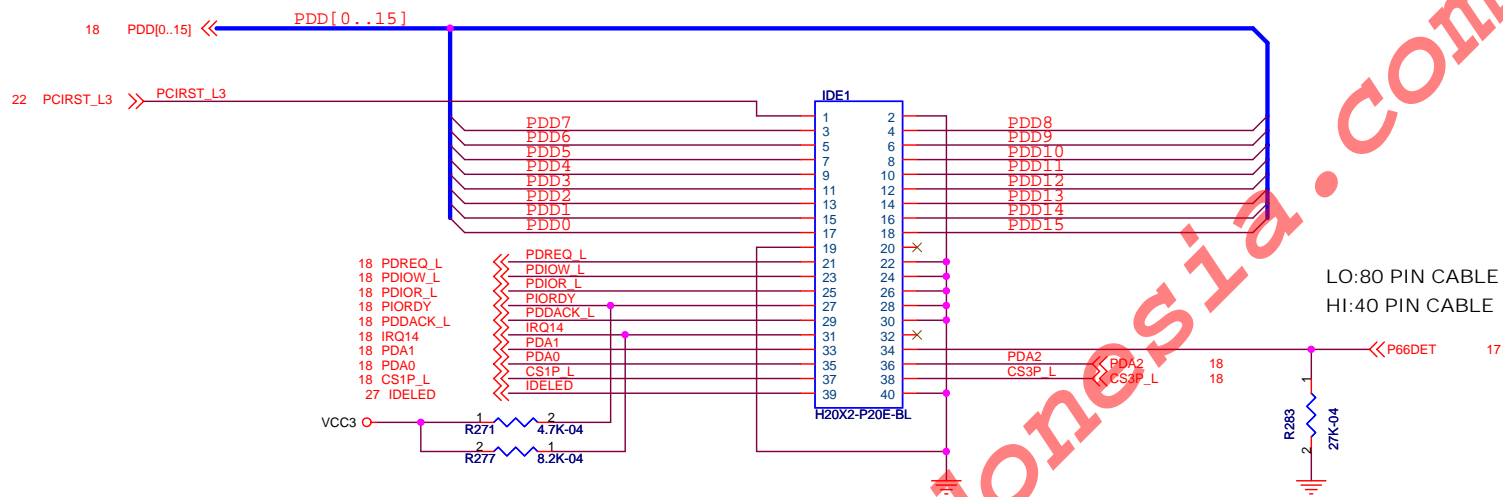 PDD[0..15]
18 PDD[0..15]
22 PCIRST_L3 PCIRST_L3
IDE1
1 2
PDD7 3 4 PDD8
PDD6 5 6 PDD9
PDD5 7 8 PDD10
PDD4 9 10 PDD11
PDD3 11 12 PDD12
PDD2 13 14 PDD13
PDD1 15 16 PDD14
PDD0 17 18 PDD15
19 20
18 PDREQ_L PDREQ_L 21 22
18 PDIOW_L PDIOW_L 23 24
18 PDIOR_L PDIOR_L 25 26
18 PIORDY PIORDY 27 28
18 PDDACK_L PDDACK_L 29 30
18 IRQ14 IRQ14 31 32
18 PDA1 PDA1 33 34 P66DET 17
18 PDA0 PDA0 35 36 PDA2 PDA2 18
18 CS1P_L CS1P_L 37 38 CS3P_L CS3P_L 18
27 IDELED IDELED 39 40
H20X2-P20E-BL
LO:80 PIN CABLE
HI:40 PIN CABLE
VCC3
1 2
R271 4.7K-04
2 1
R277 8.2K-04
1
R283 27K-04
2
donesia.com